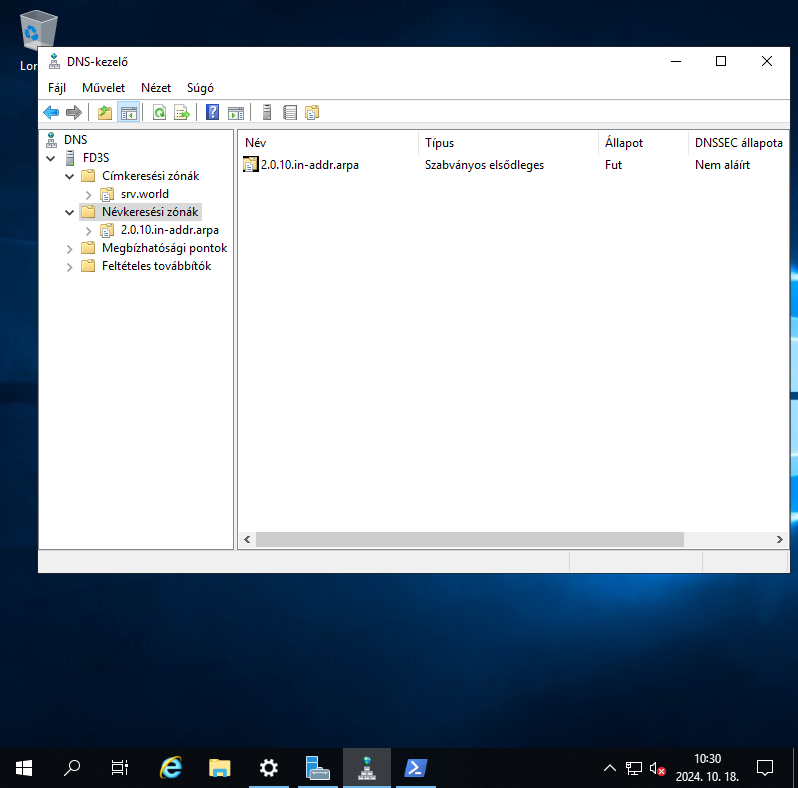 Lor
DNS-kezelő
Fájl Művelet Nézet Súgó
DNS
FD3S
Címkeresési zónák
srv.world
Névkeresési zónák
2.0.10.in-addr.arpa
Megbízhatósági pontok
Feltételes továbbítók
Név Típus Állapot DNSSEC állapota
2.0.10.in-addr.arpa Szabványos elsődleges Fut Nem aláírt
10:30
2024. 10. 18.